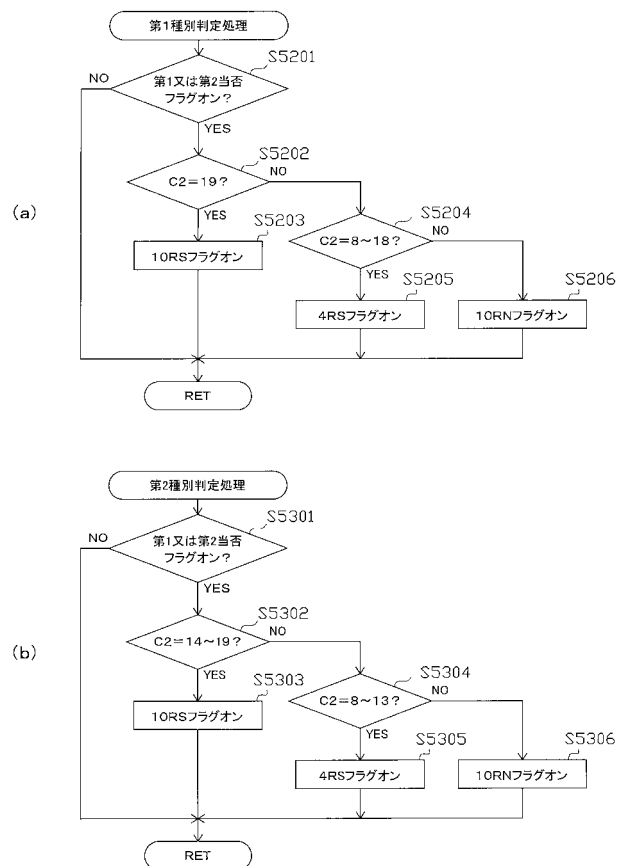 第1種別判定処理
S5201
NO
第1又は第2当否
フラグオン？
YES
S5202
C2＝19？
NO
YES
S5203
S5204
(a)
10RSフラグオン
C2＝8～18？
NO
YES
S5205
S5206
4RSフラグオン
10RNフラグオン
RET
第2種別判定処理
S5301
NO
第1又は第2当否
フラグオン？
YES
S5302
C2＝14～19？
NO
YES
S5303
S5304
(b)
10RSフラグオン
C2＝8～13？
NO
YES
S5305
S5306
4RSフラグオン
10RNフラグオン
RET